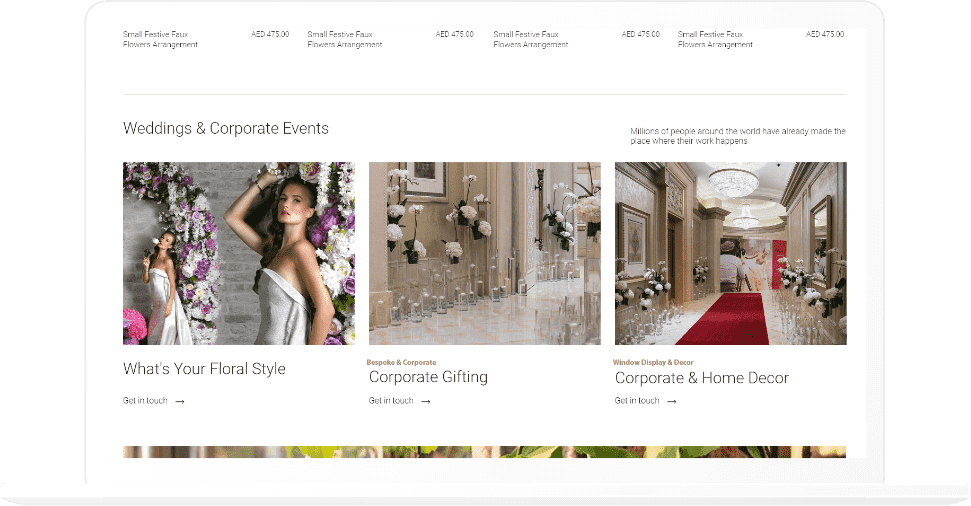 Small Festive Faux AED 475.00 Small Festive Faux AED 475.00 Small Festive Faux AED 475.00 Small Festive Faux AED 475.00
Flowers Arrangement Flowers Arrangement Flowers Arrangement Flowers Arrangement
Weddings & Corporate Events
Millions of people around the world have already made the
place where their work happens
What's Your Floral Style
Get in touch →
Bespoke & Corporate
Corporate Gifting
Get in touch →
Window Display & Decor
Corporate & Home Decor
Get in touch →